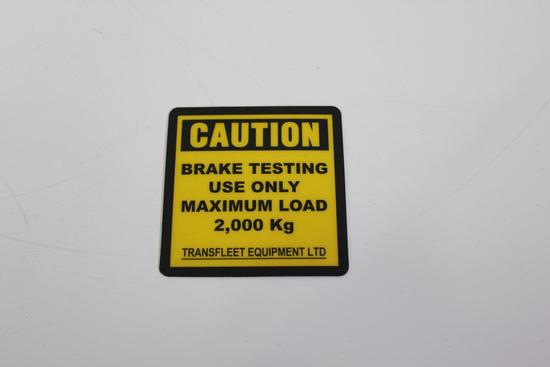 CAUTION
BRAKE TESTING
USE ONLY
MAXIMUM LOAD
2,000 Kg
TRANSFLEET EQUIPMENT LTD